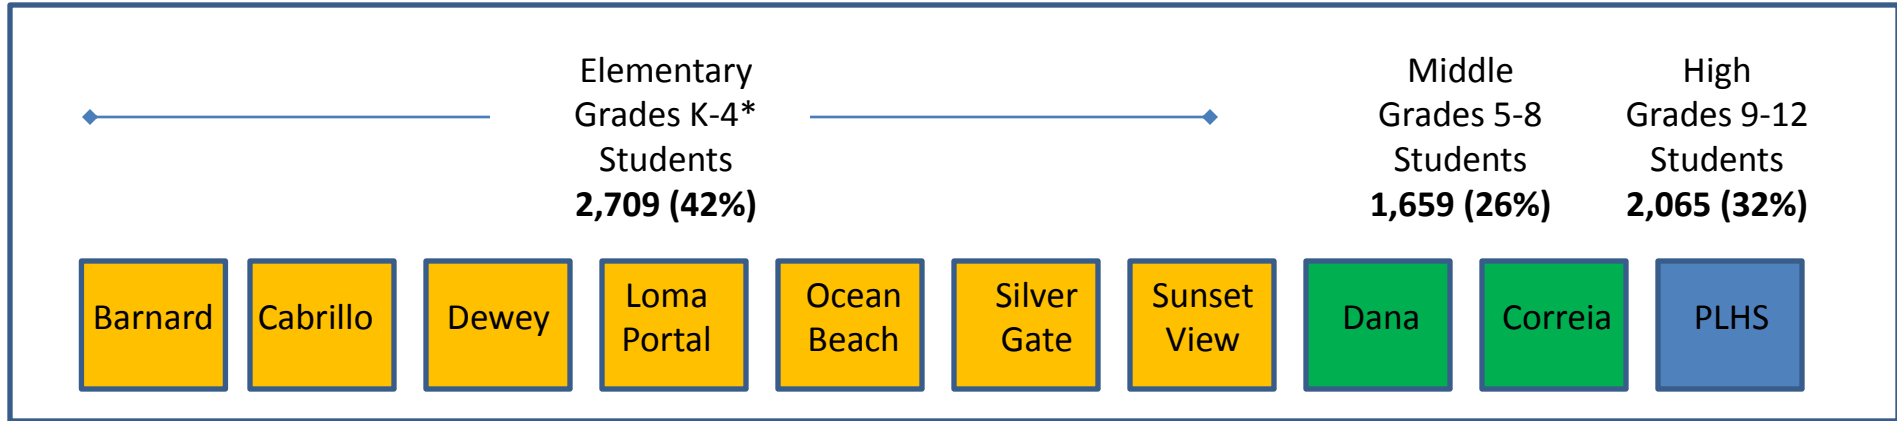 Elementary
Grades K-4*
Students
2,709 (42%)
Middle
Grades 5-8
Students
1,659 (26%)
High
Grades 9-12
Students
2,065 (32%)
Barnard
Cabrillo
Dewey
Loma
Portal
Ocean
Beach
Silver
Gate
Sunset
View
Dana
Correia
PLHS